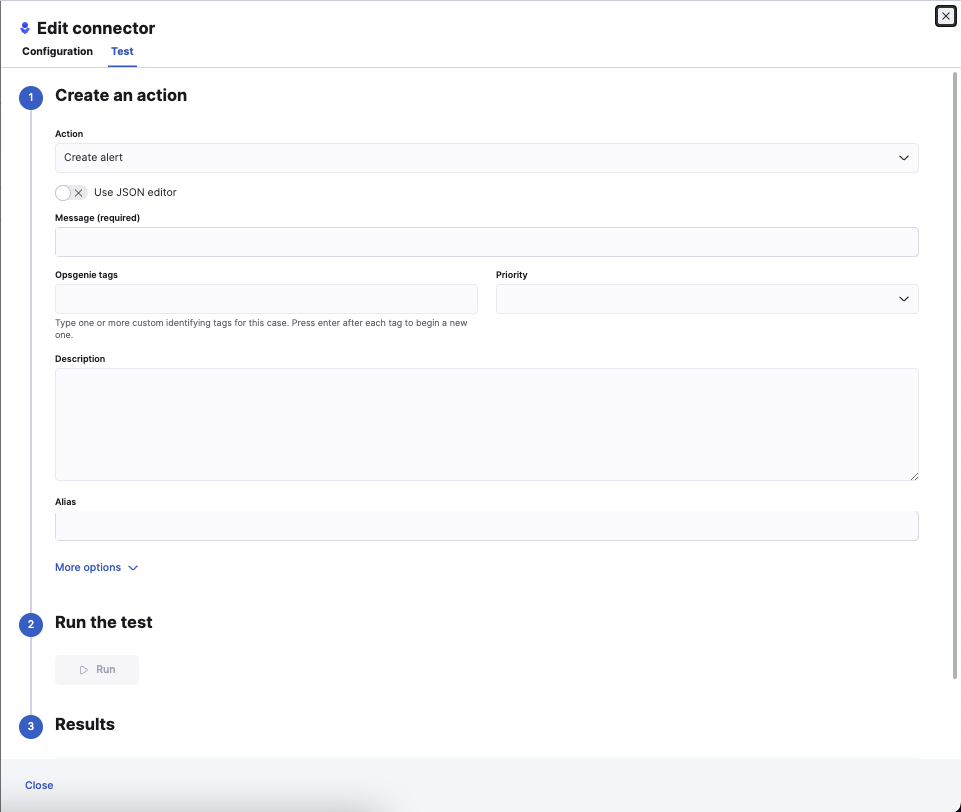 Edit connector
Configuration Test
1 Create an action
Action
Create alert
Use JSON editor
Message (required)
Opsgenie tags Priority
Type one or more custom identifying tags for this case. Press enter after each tag to begin a new
one.
Description
Alias
More options
2 Run the test
Run
3 Results
Close